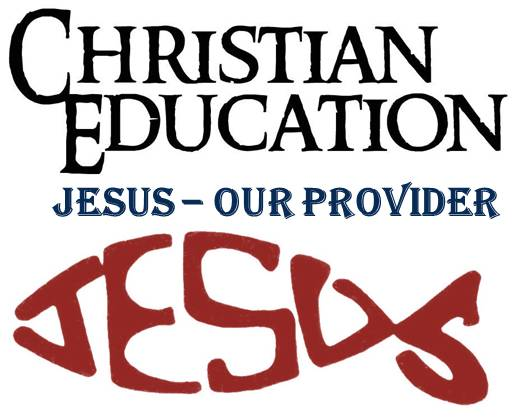 CHRISTIAN
EDUCATION
JESUS – OUR PROVIDER
JESUS